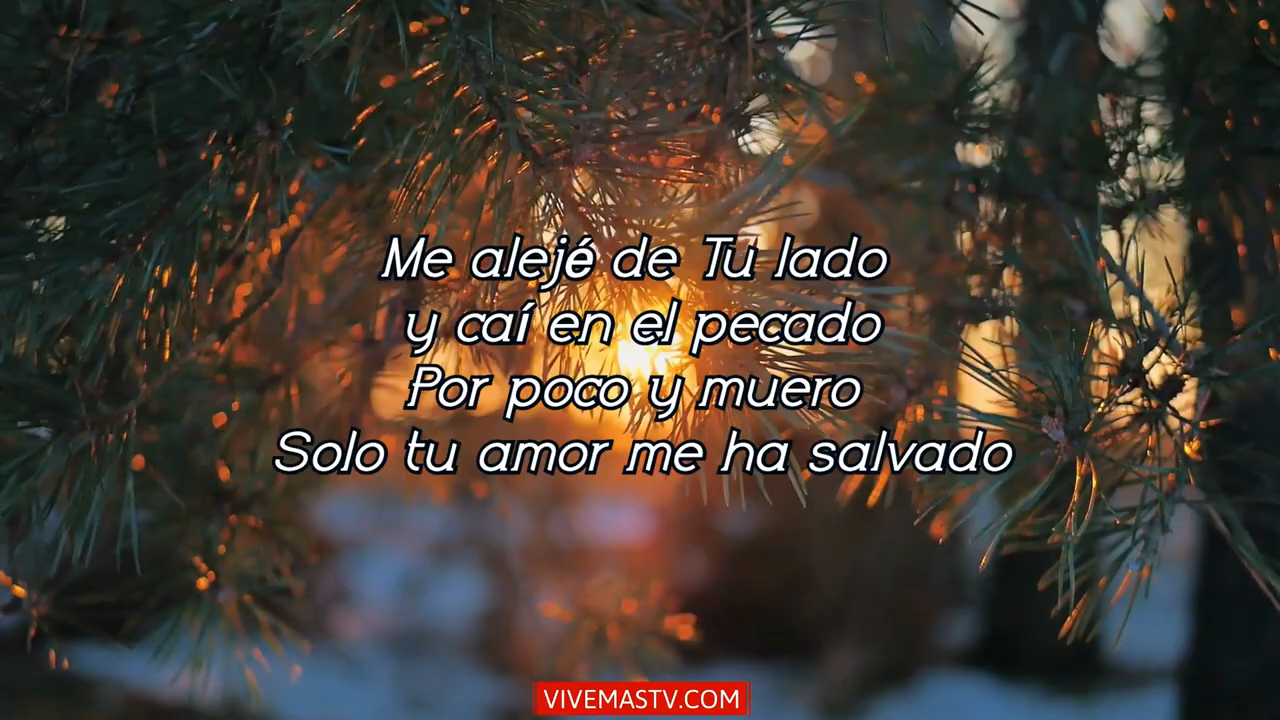 Me alejé de Tu lado
y caí en el pecado
Por poco y muero
Solo tu amor me ha salvado
VIVEMASTV.COM